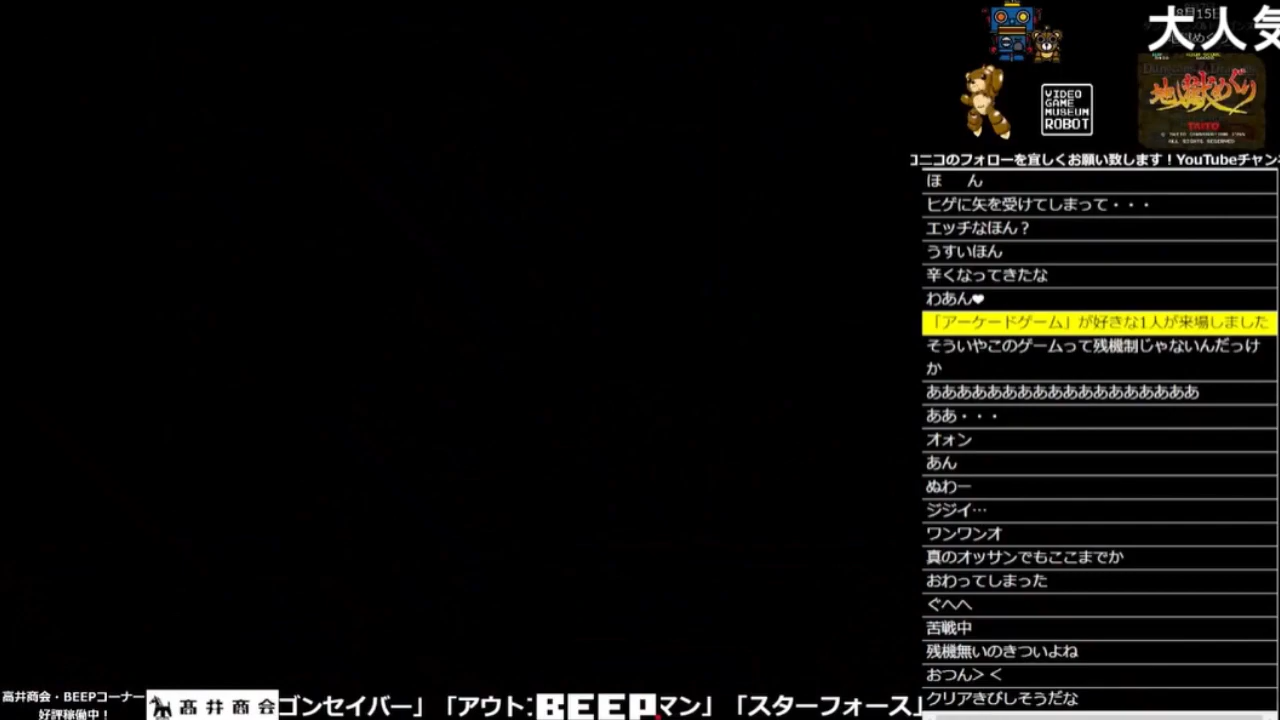 8月15日
大人気
VIDEO
GAME
MUSEUM
ROBOT
地獄めぐり
TAITO
© TAITO CORPORATION
ALL RIGHTS RESERVED
コニコのフォローを宜しくお願い致します！YouTubeチャン
ほ　ん
ヒゲに矢を受けてしまって・・・
エッチなほん？
うすいほん
辛くなってきたな
わあん❤
「アーケードゲーム」が好きな1人が来場しました
そういやこのゲームって残機制じゃないんだっけ
か
ああああああああああああああああああ
ああ・・・
オォン
あん
ぬわー
ジジイ…
ワンワンオ
真のオッサンでもここまでか
おわってしまった
ぐへへ
苦戦中
残機無いのきついよね
おつん＞＜
クリアきびしそうだな
高井商会・BEEPコーナー
好評稼働中！
髙井商会
ゴンセイバー」「アウト
BEEP.
マン」「スターフォース」